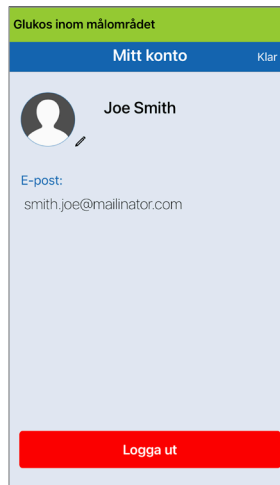 Glukos inom målområdet
Mitt konto
Klar
Joe Smith
E-post:
smith.joe@mailinator.com
Logga ut